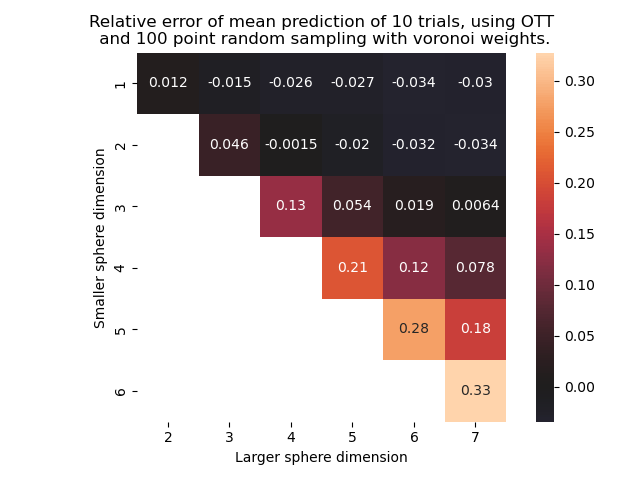 Relative error of mean prediction of 10 trials, using OTT
and 100 point random sampling with voronoi weights.
1 0.012 -0.015 -0.026 -0.027 -0.034 -0.03
2 0.046 -0.0015 -0.02 -0.032 -0.034
3 0.13 0.054 0.019 0.0064
4 0.21 0.12 0.078
5 0.28 0.18
6 0.33
2 3 4 5 6 7
Smaller sphere dimension
Larger sphere dimension
0.30
0.25
0.20
0.15
0.10
0.05
0.00